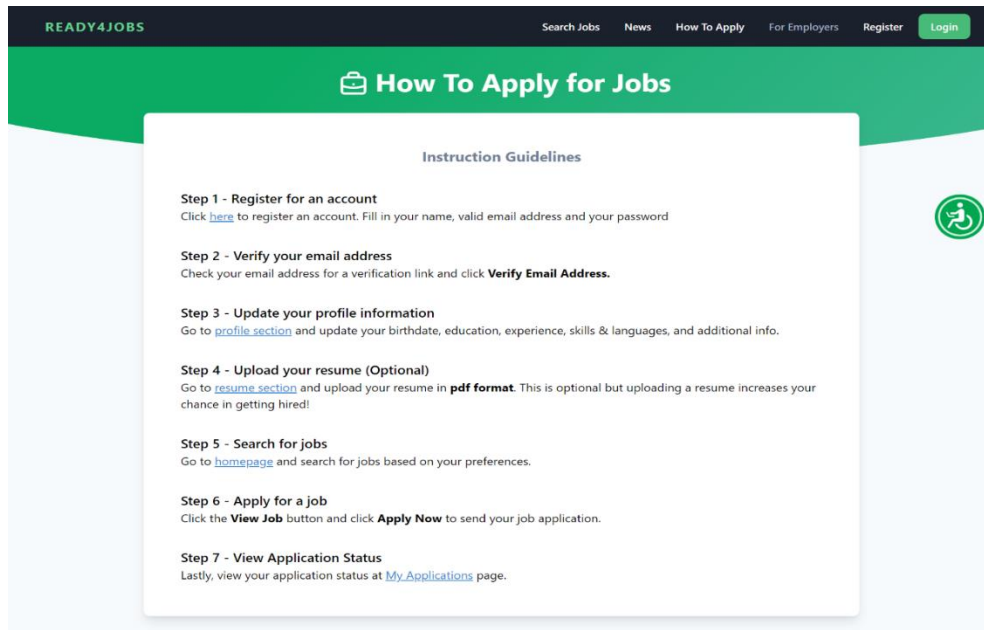 READY4JOBS
Search Jobs News How To Apply For Employers Register Login
How To Apply for Jobs
Instruction Guidelines
Step 1 - Register for an account
Click here to register an account. Fill in your name, valid email address and your password
Step 2 - Verify your email address
Check your email address for a verification link and click Verify Email Address.
Step 3 - Update your profile information
Go to profile section and update your birthdate, education, experience, skills & languages, and additional info.
Step 4 - Upload your resume (Optional)
Go to resume section and upload your resume in pdf format. This is optional but uploading a resume increases your
chance in getting hired!
Step 5 - Search for jobs
Go to homepage and search for jobs based on your preferences.
Step 6 - Apply for a job
Click the View Job button and click Apply Now to send your job application.
Step 7 - View Application Status
Lastly, view your application status at My Applications page.